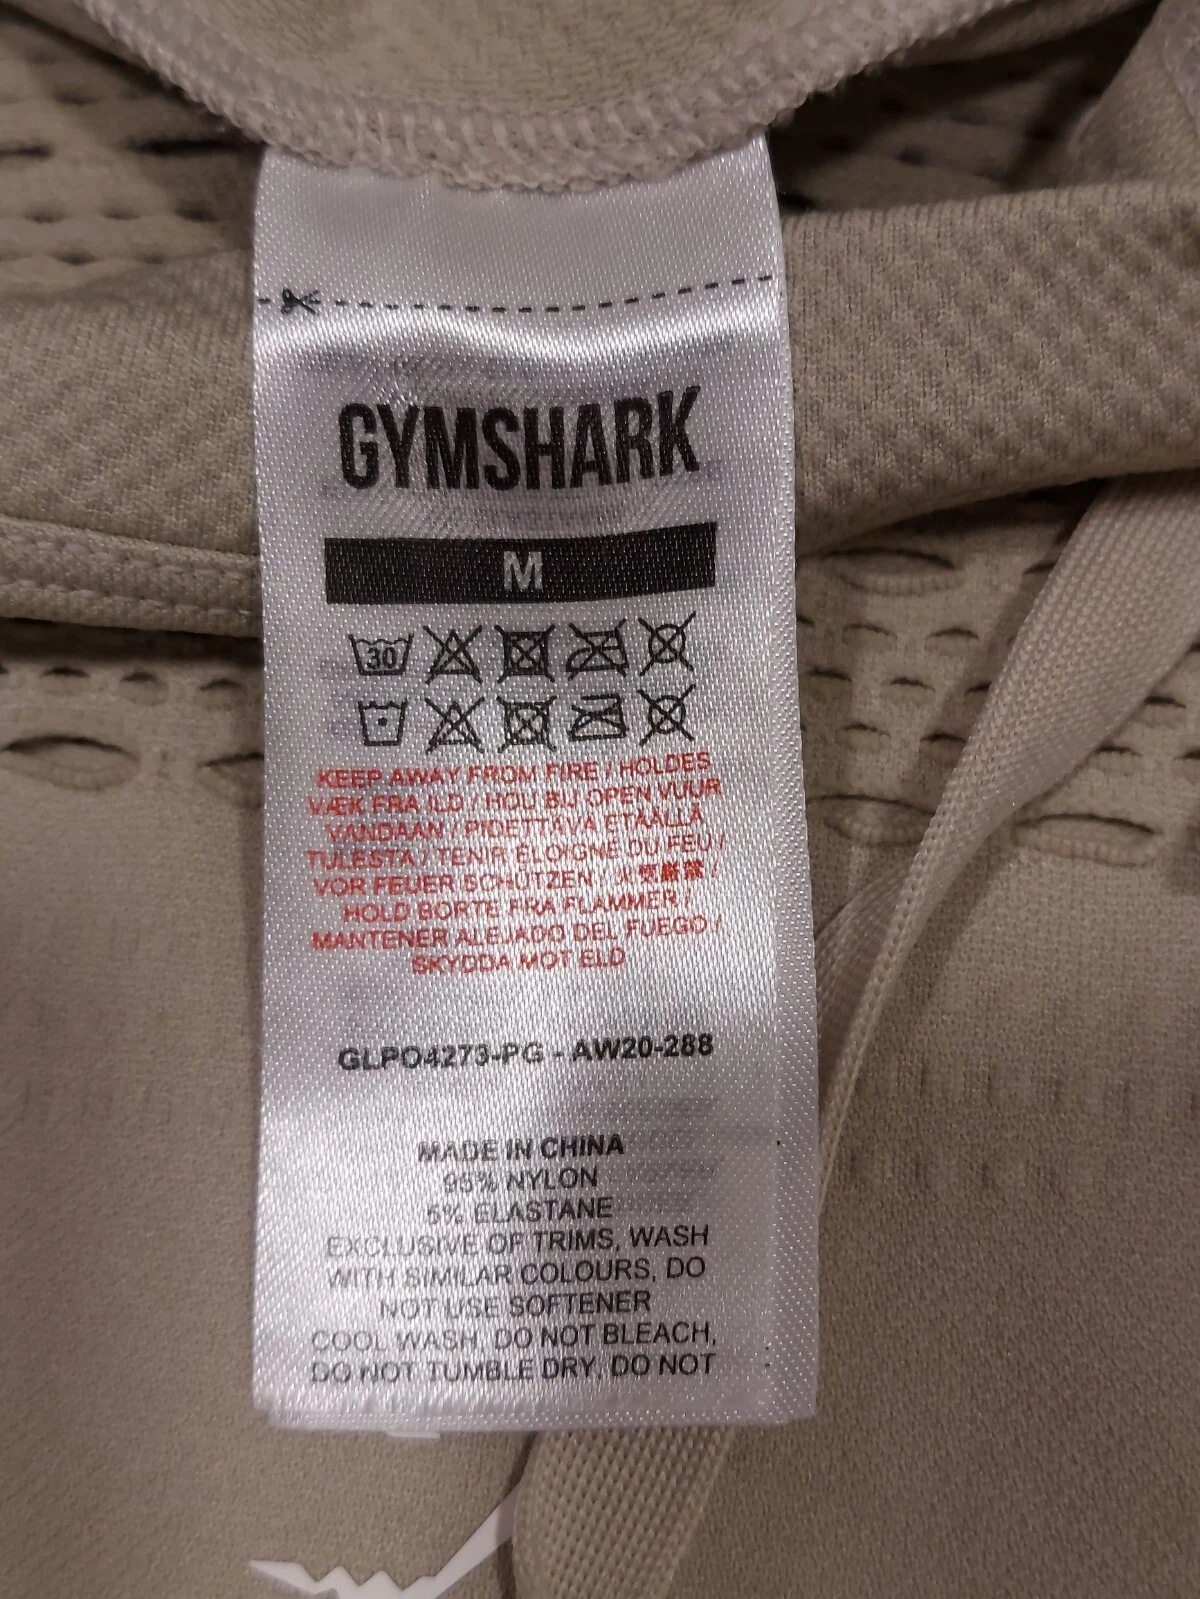 GYMSHARK
M
30
KEEP AWAY FROM FIRE / HOLDES
VÆK FRA ILD / HOU BIJ OPEN VUUR
VANDAAN / PIDETTÄVÄ ETÄÄLLÄ
TULESTA / TENIR ÉLOIGNÉ DU FEU /
VOR FEUER SCHÜTZEN /
HOLD BORTE FRA FLAMMER /
MANTENER ALEJADO DEL FUEGO /
SKYDDA MOT ELD
GLPO4273-PG - AW20-288
MADE IN CHINA
95% NYLON
5% ELASTANE
EXCLUSIVE OF TRIMS, WASH
WITH SIMILAR COLOURS, DO
NOT USE SOFTENER
COOL WASH, DO NOT BLEACH,
DO NOT TUMBLE DRY, DO NOT